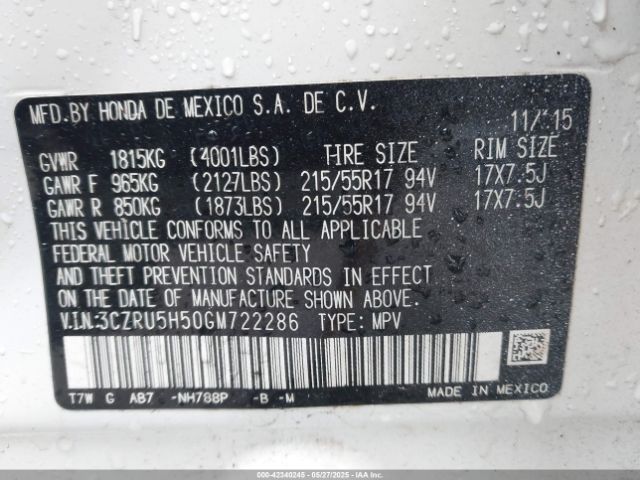 MFD.BY HONDA DE MEXICO S.A. DE C.V.
11/15
GVWR 1815KG (4001LBS) TIRE SIZE RIM SIZE
GAWR F 965KG (2127LBS) 215/55R17 94V 17X7.5J
GAWR R 850KG (1873LBS) 215/55R17 94V 17X7.5J
THIS VEHICLE CONFORMS TO ALL APPLICABLE
FEDERAL MOTOR VEHICLE SAFETY
AND THEFT PREVENTION STANDARDS IN EFFECT
ON THE DATE OF MANUFACTURE SHOWN ABOVE.
V.I.N:3CZRU5H50GM722286 TYPE: MPV
T7W G AB7 -NH788P -B -M
MADE IN MEXICO
000-42340245 - 05/27/2025 - IAAI.COM